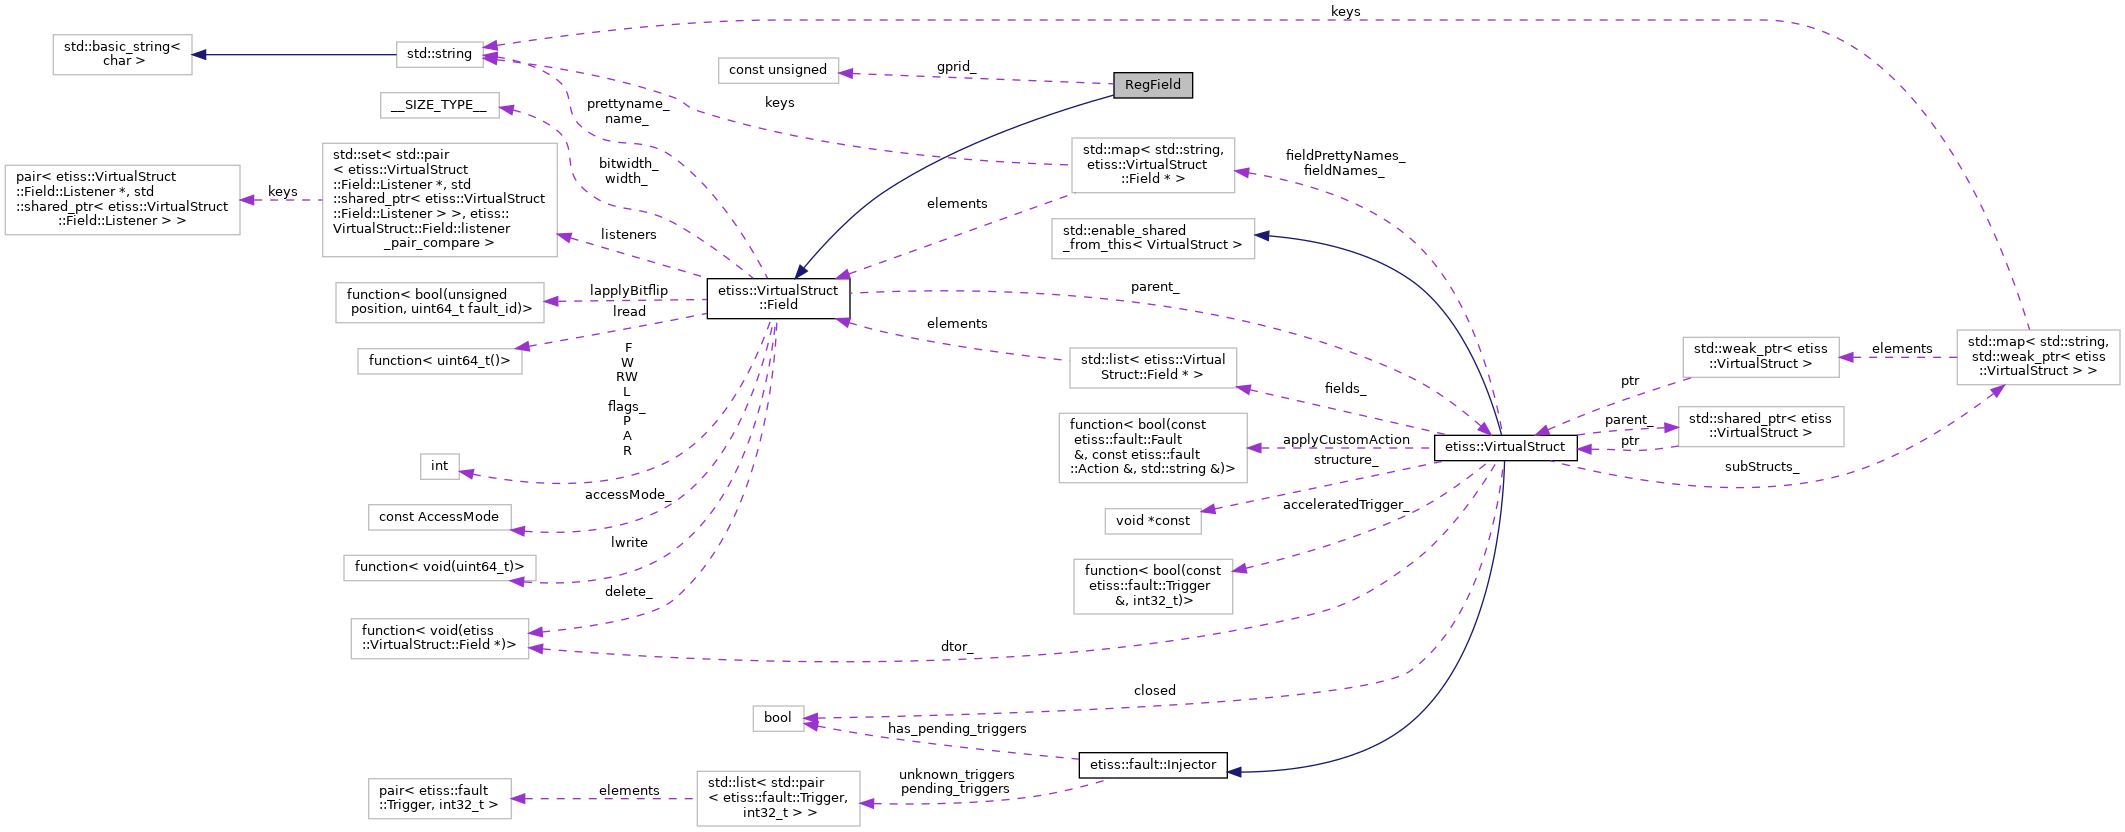 keys
std::basic_string<
char >
std::string
const unsigned
gprid_
RegField
__SIZE_TYPE__
prettyname_
name_
keys
std::map< std::string,
etiss::VirtualStruct
::Field * >
fieldPrettyNames_
fieldNames_
pair< etiss::VirtualStruct
::Field::Listener *, std
::shared_ptr< etiss::VirtualStruct
::Field::Listener > >
keys
std::set< std::pair
< etiss::VirtualStruct
::Field::Listener *, std
::shared_ptr< etiss::VirtualStruct
::Field::Listener > >, etiss::
VirtualStruct::Field::listener
_pair_compare >
bitwidth_
width_
listeners
elements
std::enable_shared
_from_this< VirtualStruct >
function< bool(unsigned
position, uint64_t fault_id)>
lapplyBitflip
lread
etiss::VirtualStruct
::Field
parent_
elements
function< uint64_t()>
F
W
RW
L
flags_
P
A
R
std::list< etiss::Virtual
Struct::Field * >
fields_
std::weak_ptr< etiss
::VirtualStruct >
elements
std::map< std::string,
std::weak_ptr< etiss
::VirtualStruct > >
ptr
parent_
ptr
std::shared_ptr< etiss
::VirtualStruct >
function< bool(const
etiss::fault::Fault
&, const etiss::fault
::Action &, std::string &)>
applyCustomAction
etiss::VirtualStruct
structure_
subStructs_
int
accessMode_
const AccessMode
void *const
acceleratedTrigger_
lwrite
function< void(uint64_t)>
function< bool(const
etiss::fault::Trigger
&, int32_t)>
delete_
function< void(etiss
::VirtualStruct::Field *)>
dtor_
closed
bool
has_pending_triggers
etiss::fault::Injector
unknown_triggers
pending_triggers
pair< etiss::fault
::Trigger, int32_t >
elements
std::list< std::pair
< etiss::fault::Trigger,
int32_t > >